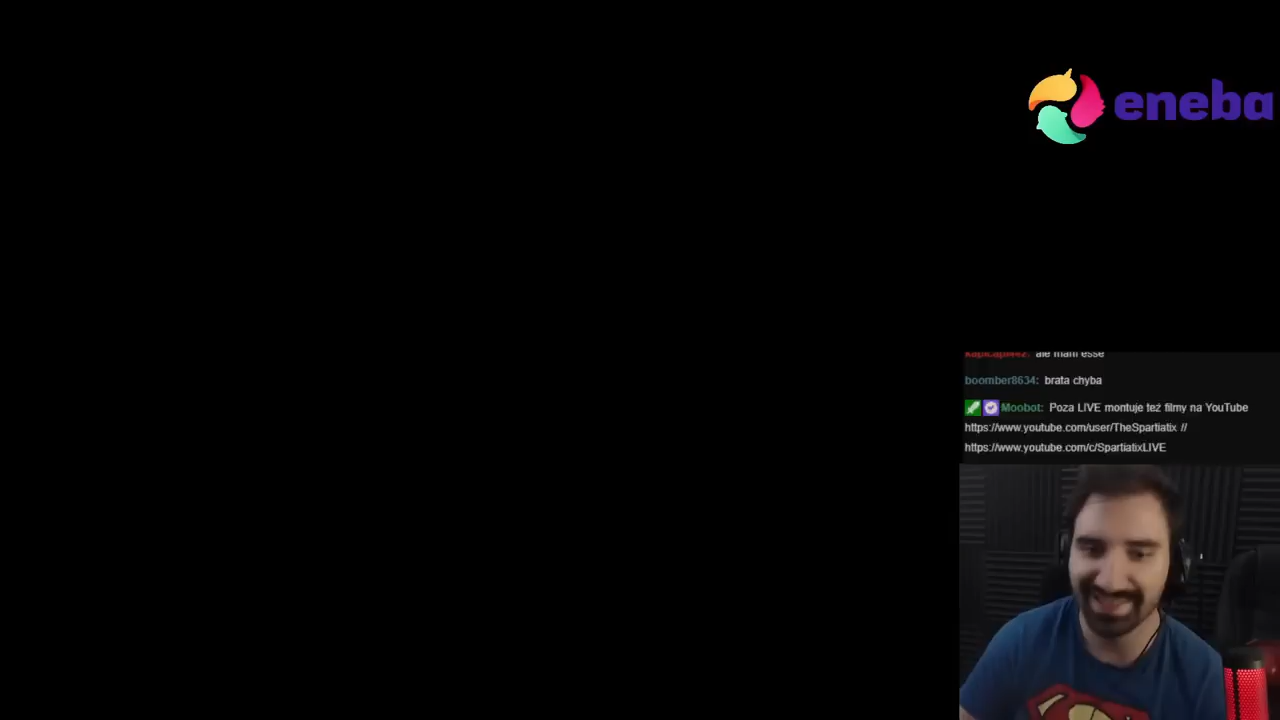 eneba
ale mam esse
boomber8634: brata chyba
Moobot: Poza LIVE montuje też filmy na YouTube
https://www.youtube.com/user/TheSpartiatix //
https://www.youtube.com/c/SpartiatixLIVE